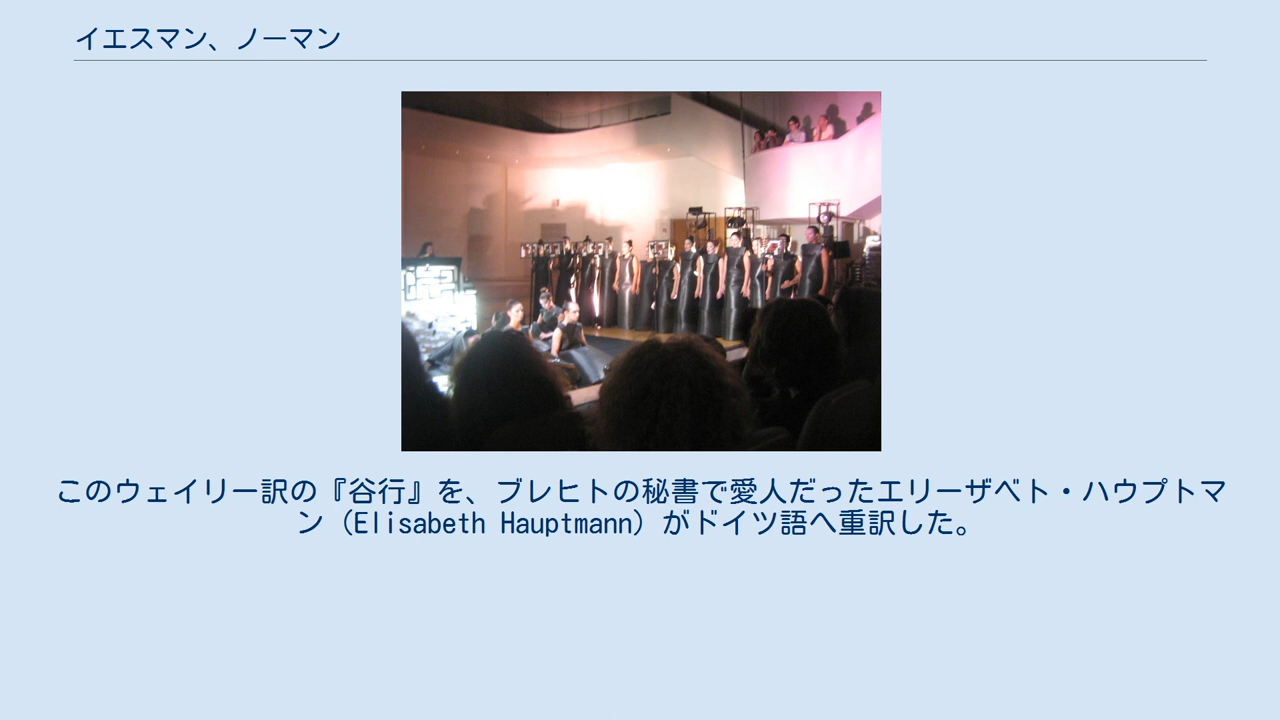 イエスマン、ノーマン
このウェイリー訳の『谷行』を、ブレヒトの秘書で愛人だったエリーザベト・ハウプトマ
ン（Elisabeth Hauptmann）がドイツ語へ重訳した。